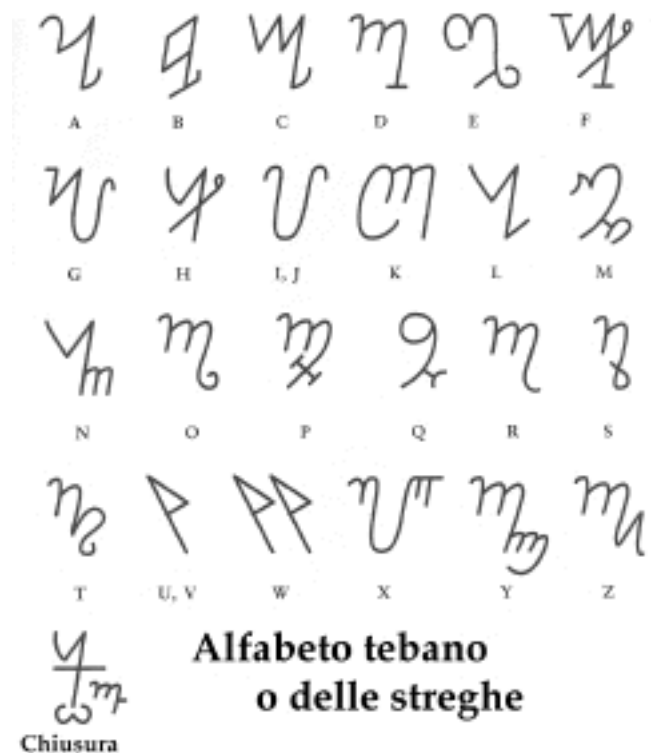 A B C D E F
G H I, J K L M
N O P Q R S
T U, V W X Y Z
Alfabeto tebano
o delle streghe
Chiusura